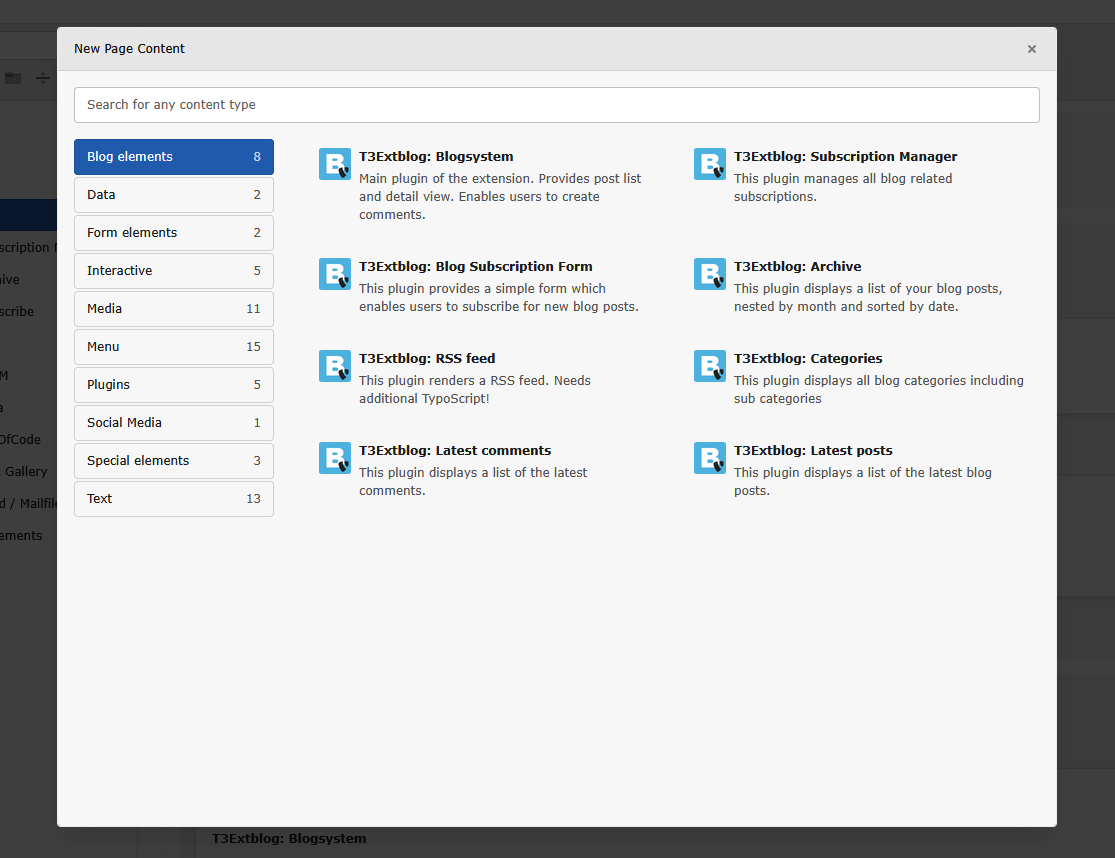 New Page Content
×
Search for any content type
Blog elements 8
Data 2
Form elements 2
Interactive 5
Media 11
Menu 15
Plugins 5
Social Media 1
Special elements 3
Text 13
T3Extblog: Blogsystem
Main plugin of the extension. Provides post list
and detail view. Enables users to create
comments.
T3Extblog: Subscription Manager
This plugin manages all blog related
subscriptions.
T3Extblog: Blog Subscription Form
This plugin provides a simple form which
enables users to subscribe for new blog posts.
T3Extblog: Archive
This plugin displays a list of your blog posts,
nested by month and sorted by date.
T3Extblog: RSS feed
This plugin renders a RSS feed. Needs
additional TypoScript!
T3Extblog: Categories
This plugin displays all blog categories including
sub categories
T3Extblog: Latest comments
This plugin displays a list of the latest
comments.
T3Extblog: Latest posts
This plugin displays a list of the latest blog
posts.
scription
ive
scribe
M
a
OfCode
Gallery
d / Mailfile
ements
T3Extblog: Blogsystem